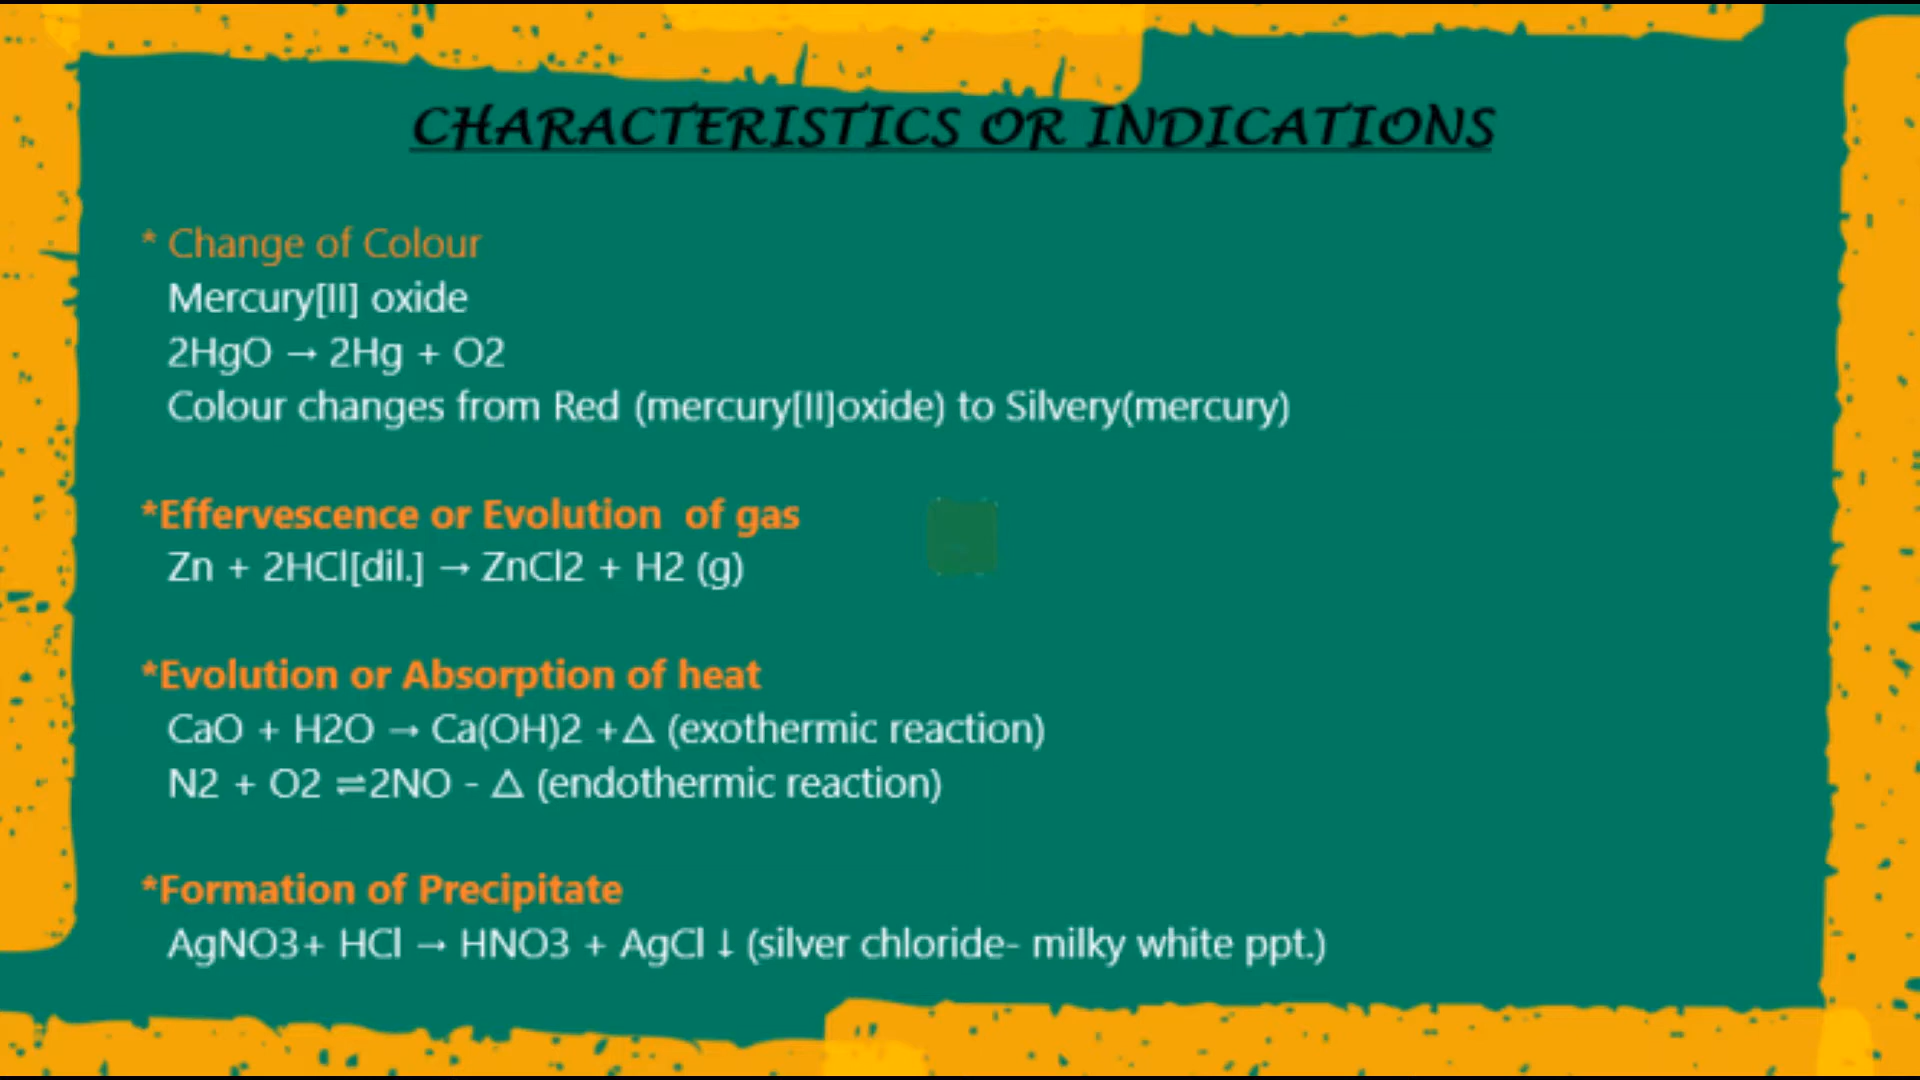 CHARACTERISTICS OR INDICATIONS
* Change of Colour
Mercury[II] oxide
2HgO → 2Hg + O2
Colour changes from Red (mercury[II]oxide) to Silvery(mercury)
*Effervescence or Evolution of gas
Zn + 2HCl[dil.] → ZnCl2 + H2 (g)
*Evolution or Absorption of heat
CaO + H2O → Ca(OH)2 +△ (exothermic reaction)
N2 + O2 ⇌2NO - △ (endothermic reaction)
*Formation of Precipitate
AgNO3+ HCl → HNO3 + AgCl ↓ (silver chloride- milky white ppt.)